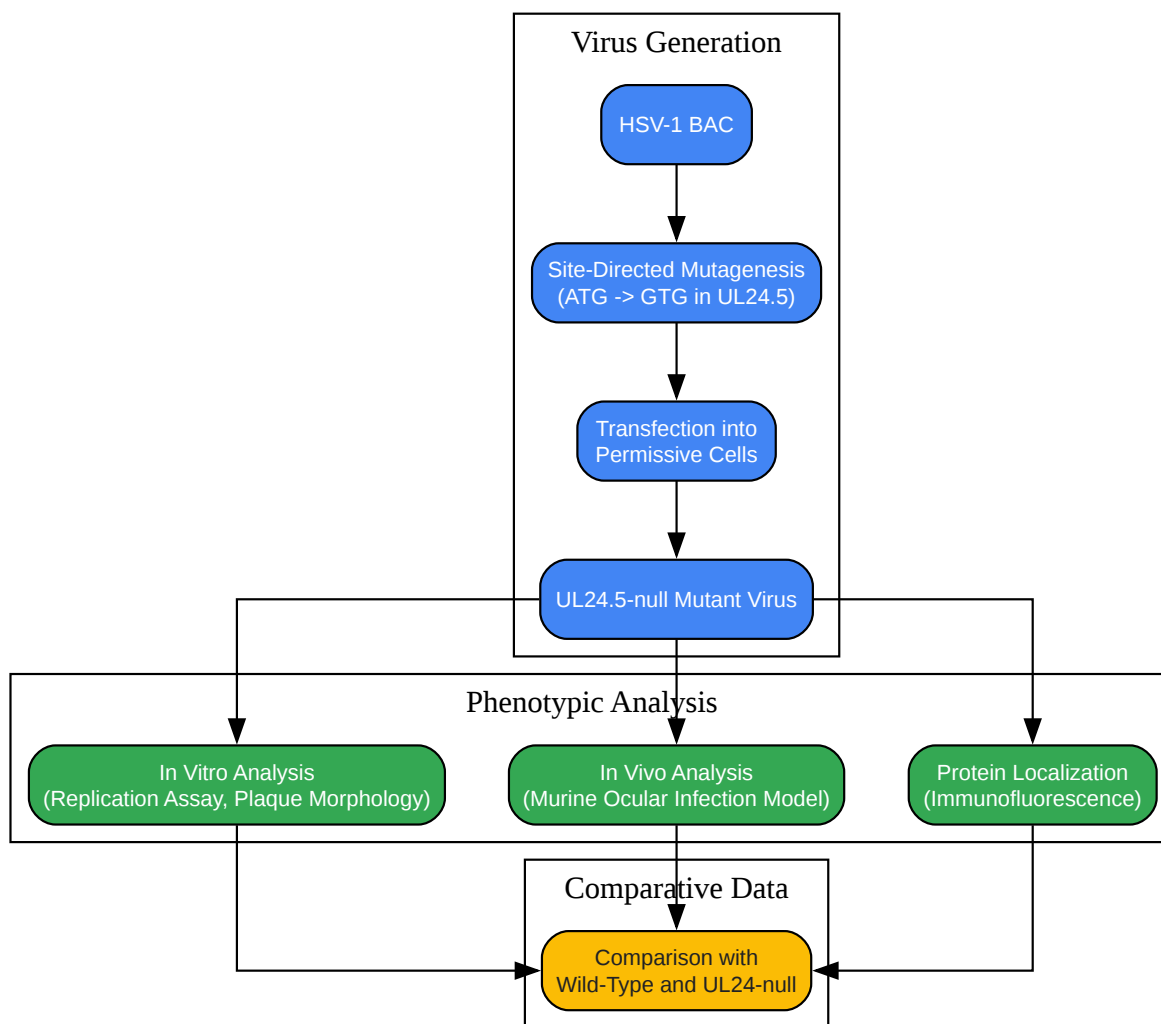 Virus Generation
HSV-1 BAC
Site-Directed Mutagenesis
(ATG -> GTG in UL24.5)
Transfection into
Permissive Cells
UL24.5-null Mutant Virus
Phenotypic Analysis
In Vitro Analysis
(Replication Assay, Plaque Morphology)
In Vivo Analysis
(Murine Ocular Infection Model)
Protein Localization
(Immunofluorescence)
Comparative Data
Comparison with
Wild-Type and UL24-null